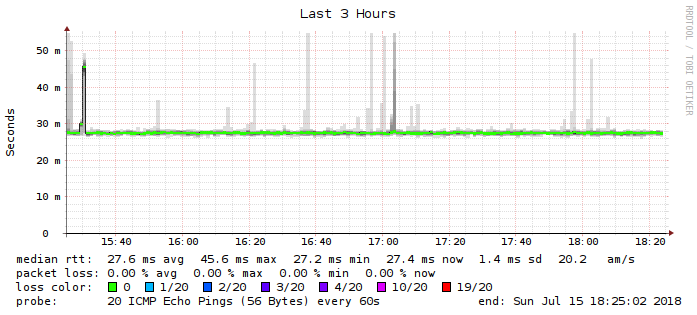 Last 3 Hours
RRDTOOL / TOBI OETIKER
Seconds
50 m
40 m
30 m
20 m
10 m
0
15:40 16:00 16:20 16:40 17:00 17:20 17:40 18:00 18:20
median rtt: 27.6 ms avg 45.6 ms max 27.2 ms min 27.4 ms now 1.4 ms sd 20.2 am/s
packet loss: 0.00 % avg 0.00 % max 0.00 % min 0.00 % now
loss color: 0 1/20 2/20 3/20 4/20 10/20 19/20
probe: 20 ICMP Echo Pings (56 Bytes) every 60s end: Sun Jul 15 18:25:02 2018